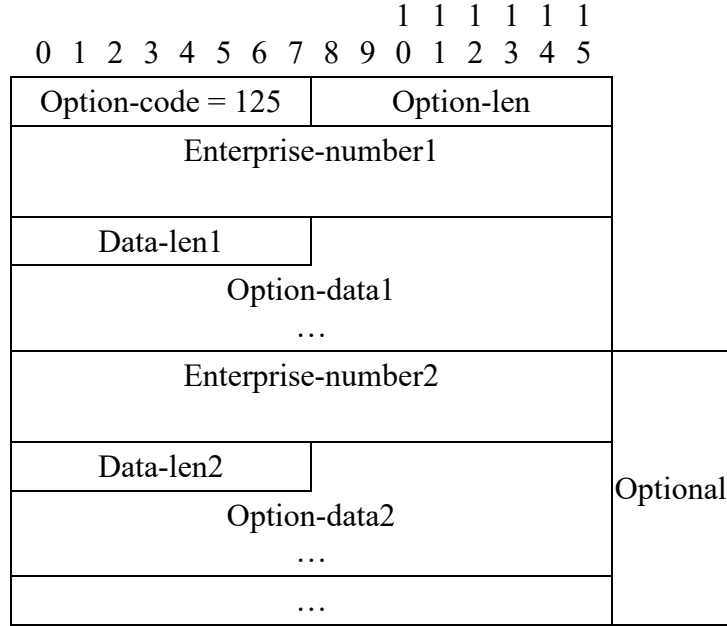 1 1 1 1 1 1
0 1 2 3 4 5 6 7 8 9 0 1 2 3 4 5
Option-code = 125 Option-len
Enterprise-number1
Data-len1
Option-data1
…
Enterprise-number2
Data-len2
Optional
Option-data2
…
…